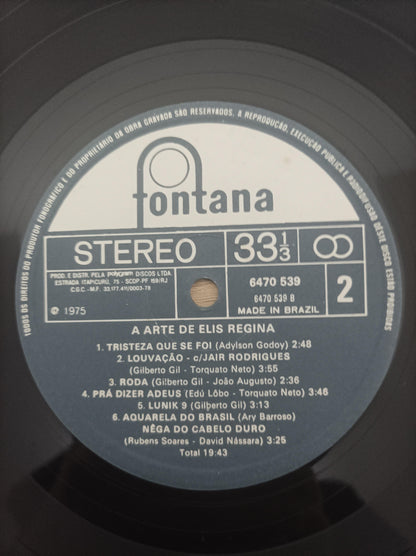 TODOS OS DIREITOS DO PRODUTOR FONOGRÁFICO E DO PROPRIETÁRIO DA OBRA GRAVADA SÃO RESERVADOS. A REPRODUÇÃO, EXECUÇÃO PÚBLICA E RADIODIFUSÃO DESTE DISCO ESTÃO PROIBIDAS
fontana
STEREO 33 1/3
PROD. E DISTR. PELA polygram DISCOS LTDA.
ESTRADA ITAPICURÚ, 75 - SCDP-PF 159/RJ
C.G.C. - M.F. 33.177.411/0003-78
6470 539
6470 539 B
MADE IN BRAZIL
2
℗ 1975
A ARTE DE ELIS REGINA
1. TRISTEZA QUE SE FOI (Adylson Godoy) 2:48
2. LOUVAÇÃO - c/JAIR RODRIGUES
(Gilberto Gil - Torquato Neto) 3:55
3. RODA (Gilberto Gil - João Augusto) 2:36
4. PRÁ DIZER ADEUS (Edú Lôbo - Torquato Neto) 3:46
5. LUNIK 9 (Gilberto Gil) 3:13
6. AQUARELA DO BRASIL (Ary Barroso)
NÊGA DO CABELO DURO
(Rubens Soares - David Nássara) 3:25
Total 19:43